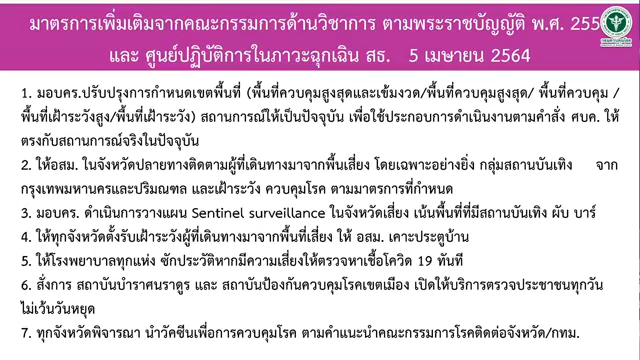 มาตรการเพิ่มเติมจากคณะกรรมการด้านวิชาการ ตามพระราชบัญญัติ พ.ศ. 255
และ ศูนย์ปฏิบัติการในภาวะฉุกเฉิน สธ. 5 เมษายน 2564
1. มอบคร.ปรับปรุงการกำหนดเขตพื้นที่ (พื้นที่ควบคุมสูงสุดและเข้มงวด/พื้นที่ควบคุมสูงสุด/ พื้นที่ควบคุม /
พื้นที่เฝ้าระวังสูง/พื้นที่เฝ้าระวัง) สถานการณ์ให้เป็นปัจจุบัน เพื่อใช้ประกอบการดำเนินงานตามคำสั่ง ศบค. ให้
ตรงกับสถานการณ์จริงในปัจจุบัน
2. ให้อสม. ในจังหวัดปลายทางติดตามผู้ที่เดินทางมาจากพื้นเสี่ยง โดยเฉพาะอย่างยิ่ง กลุ่มสถานบันเทิง จาก
กรุงเทพมหานครและปริมณฑล และเฝ้าระวัง ควบคุมโรค ตามมาตรการที่กำหนด
3. มอบคร. ดำเนินการวางแผน Sentinel surveillance ในจังหวัดเสี่ยง เน้นพื้นที่ที่มีสถานบันเทิง ผับ บาร์
4. ให้ทุกจังหวัดตั้งรับเฝ้าระวังผู้ที่เดินทางมาจากพื้นที่เสี่ยง ให้ อสม. เคาะประตูบ้าน
5. ให้โรงพยาบาลทุกแห่ง ซักประวัติหากมีความเสี่ยงให้ตรวจหาเชื้อโควิด 19 ทันที
6. สั่งการ สถาบันบำราศนราดูร และ สถาบันป้องกันควบคุมโรคเขตเมือง เปิดให้บริการตรวจประชาชนทุกวัน
ไม่เว้นวันหยุด
7. ทุกจังหวัดพิจารณา นำวัคซีนเพื่อการควบคุมโรค ตามคำแนะนำคณะกรรมการโรคติดต่อจังหวัด/กทม.